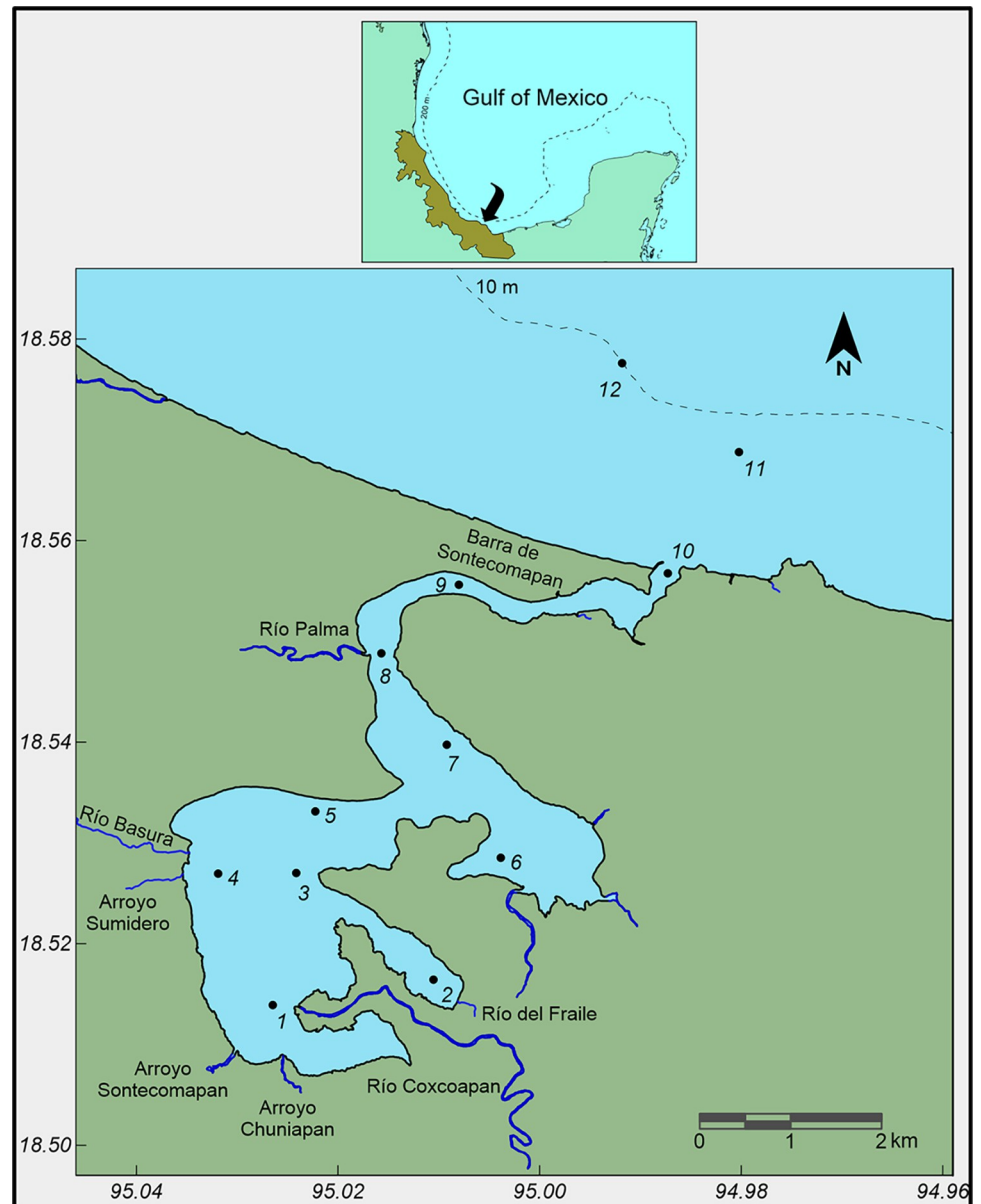 200 m
Gulf of Mexico
10 m
N
18.58
12
11
18.56
Barra de
Sontecomapan
10
9
Río Palma
8
18.54
7
Río Basura
5
6
4
3
Arroyo
Sumidero
18.52
2
1
Río del Fraile
Arroyo
Sontecomapan
Río Coxcoapan
Arroyo
Chuniapan
0 1 2 km
18.50
95.04 95.02 95.00 94.98 94.96